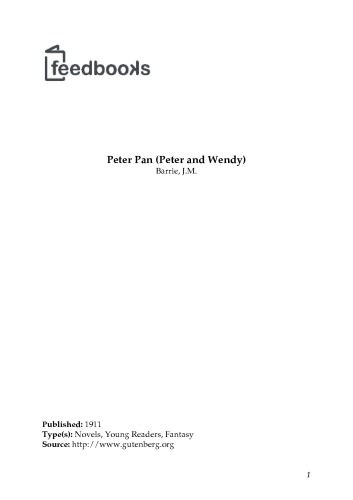 feedbooks
Peter Pan (Peter and Wendy)
Barrie, J.M.
Published: 1911
Type(s): Novels, Young Readers, Fantasy
Source: http://www.gutenberg.org
1